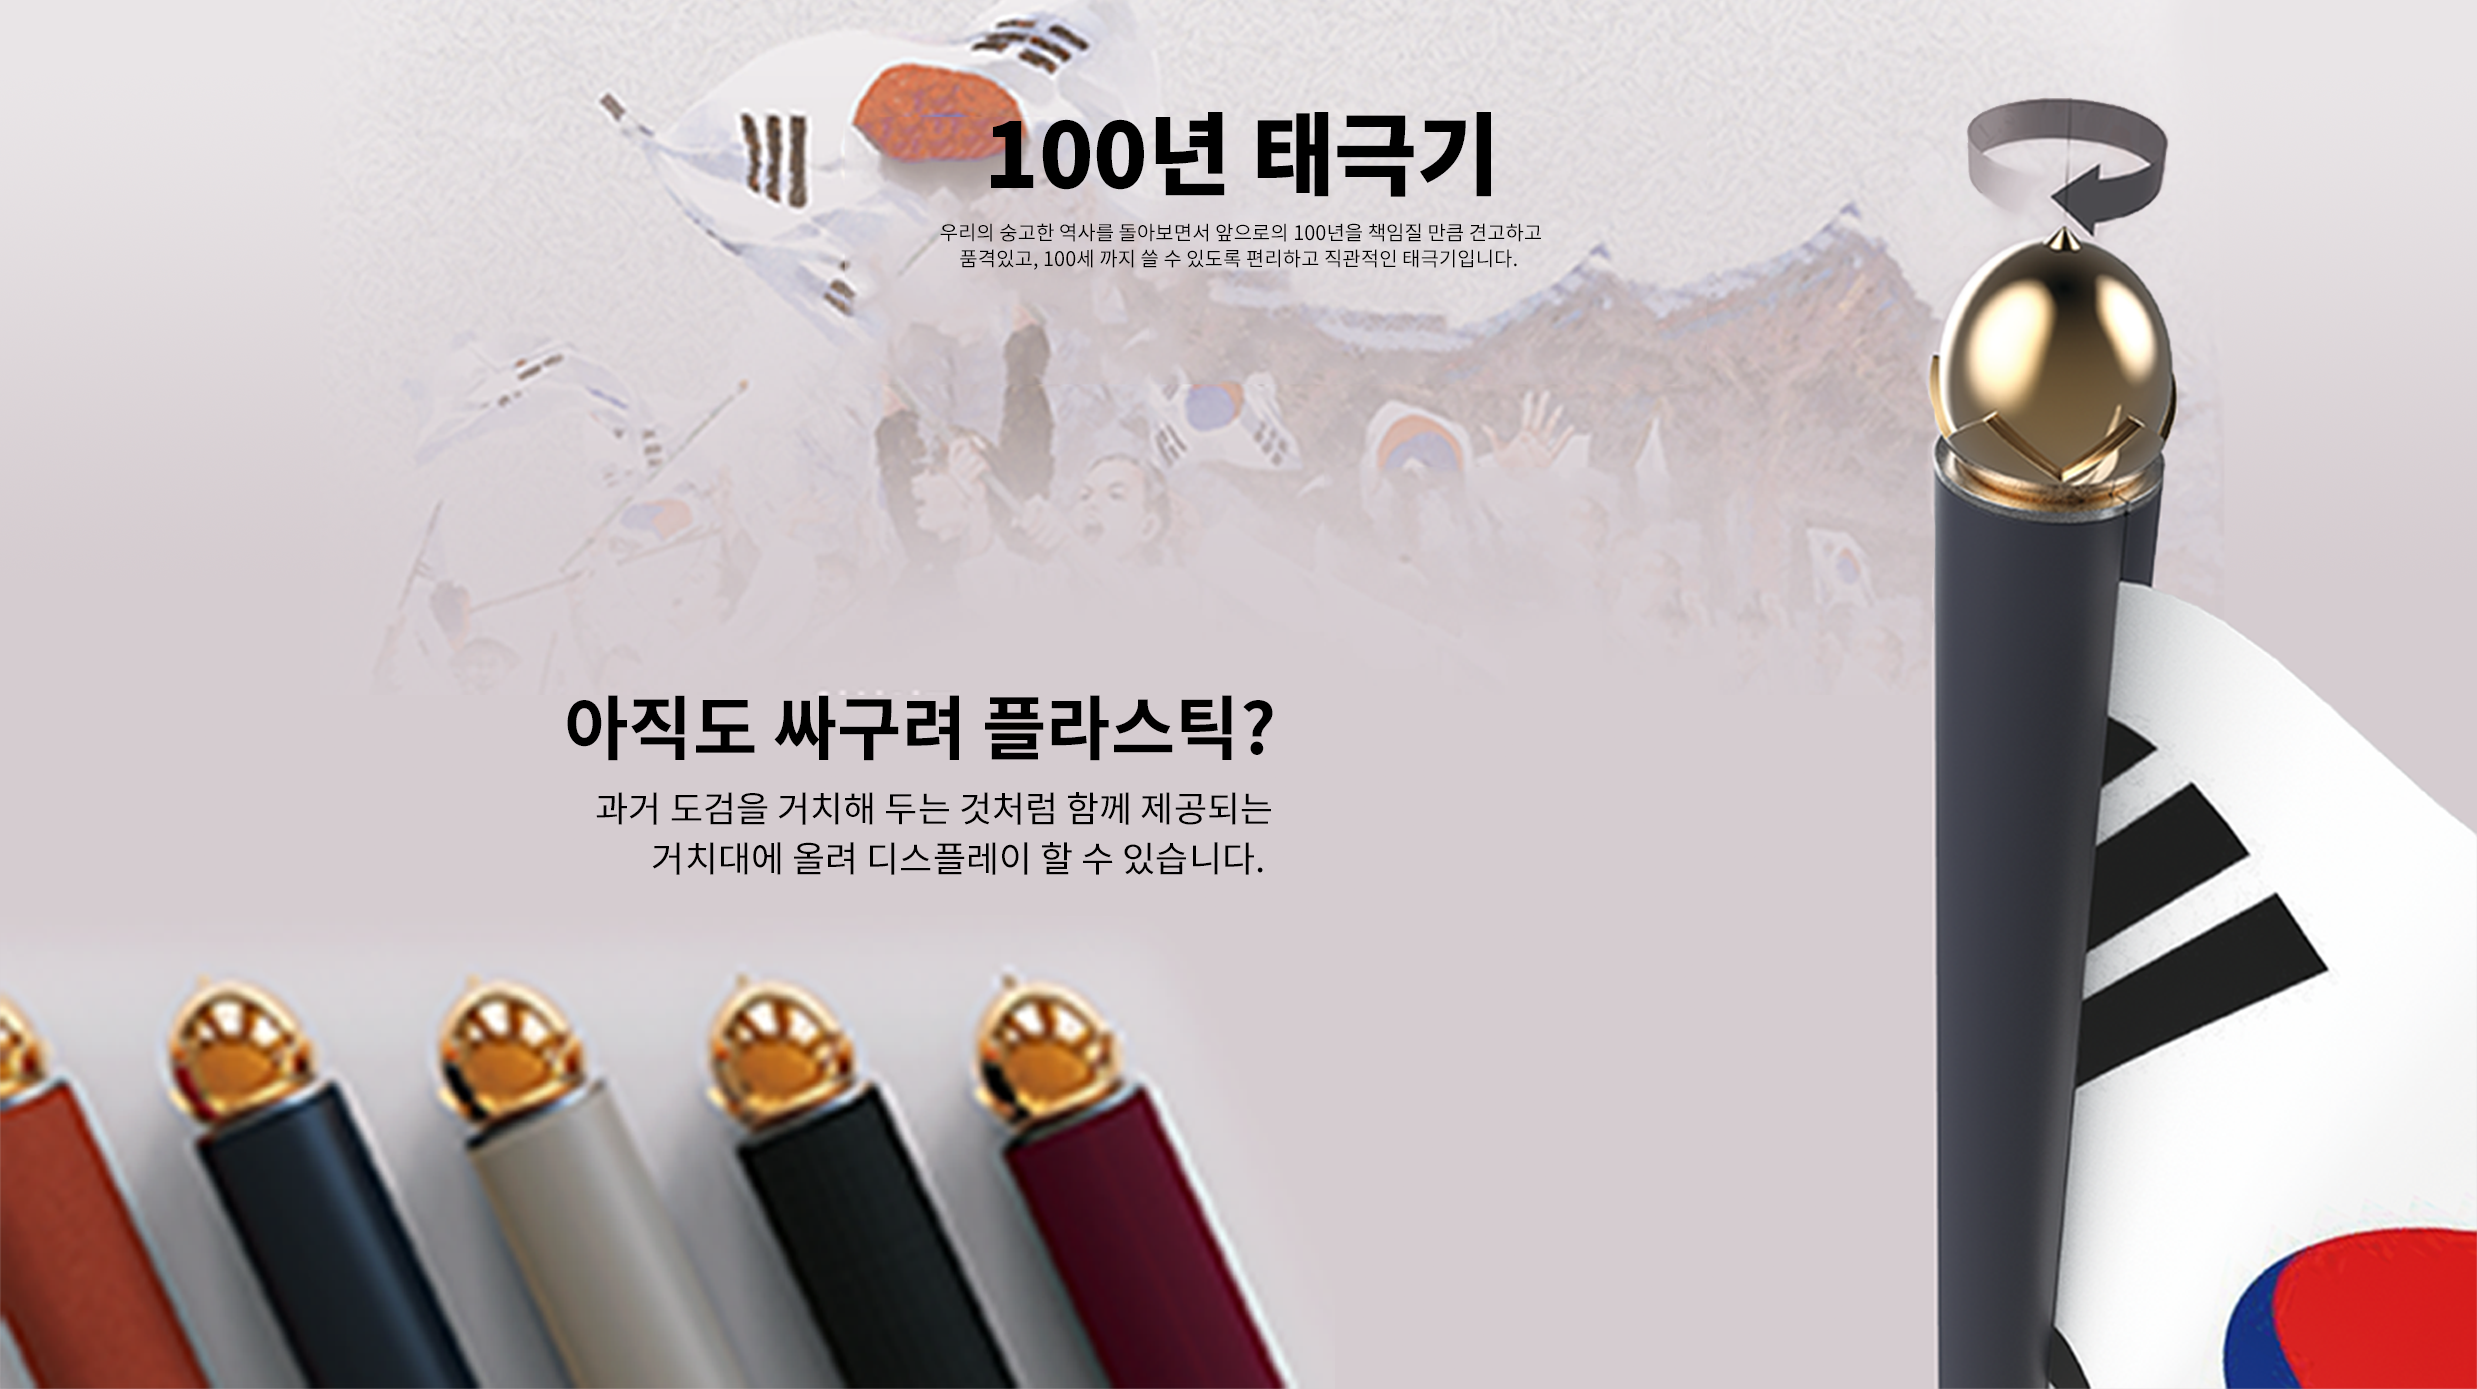 100년 태극기
우리의 숭고한 역사를 돌아보면서 앞으로의 100년을 책임질 만큼 견고하고
품격있고, 100세 까지 쓸 수 있도록 편리하고 직관적인 태극기입니다.
아직도 싸구려 플라스틱?
과거 도검을 거치해 두는 것처럼 함께 제공되는
거치대에 올려 디스플레이 할 수 있습니다.